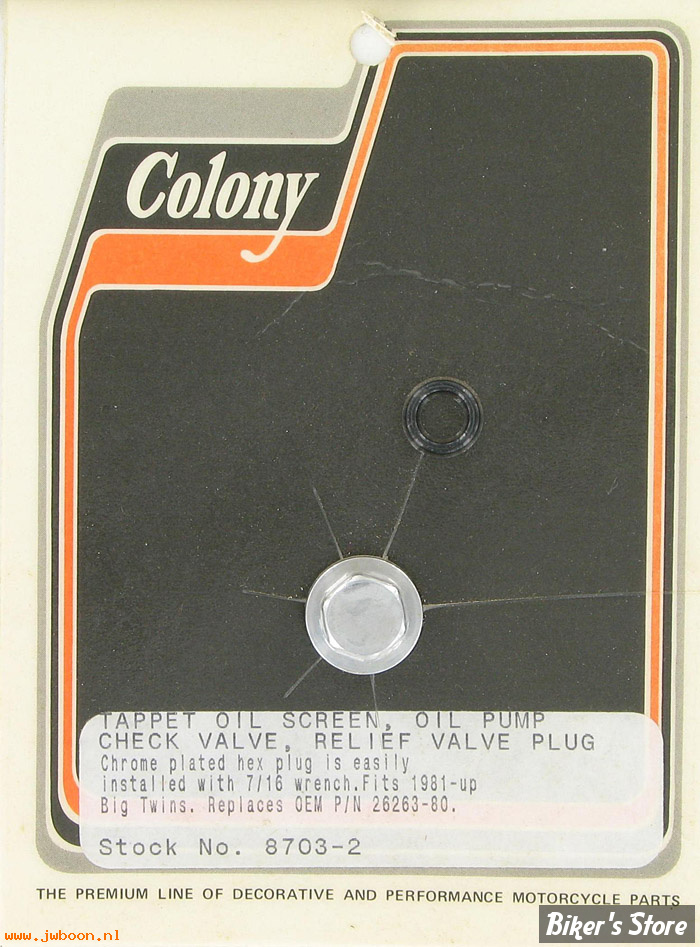 Colony
TAPPET OIL SCREEN, OIL PUMP
CHECK VALVE, RELIEF VALVE PLUG
Chrome plated hex plug is easily
installed with 7/16 wrench.Fits 1981-up
Big Twins. Replaces OEM P/N 26263-80.
Stock No. 8703-2
THE PREMIUM LINE OF DECORATIVE AND PERFORMANCE MOTORCYCLE PARTS
www.jwboon.nl
Biker's Store